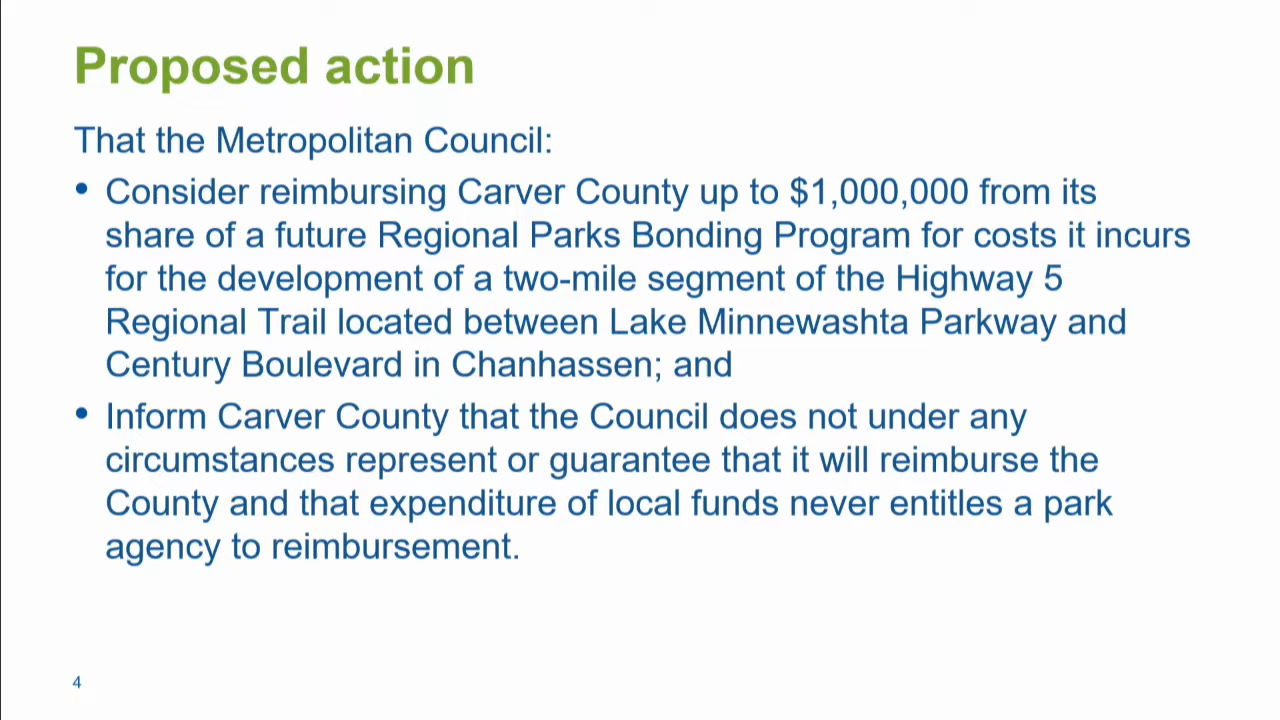 Proposed action
That the Metropolitan Council:
• Consider reimbursing Carver County up to $1,000,000 from its
share of a future Regional Parks Bonding Program for costs it incurs
for the development of a two-mile segment of the Highway 5
Regional Trail located between Lake Minnewashta Parkway and
Century Boulevard in Chanhassen; and
• Inform Carver County that the Council does not under any
circumstances represent or guarantee that it will reimburse the
County and that expenditure of local funds never entitles a park
agency to reimbursement.
4